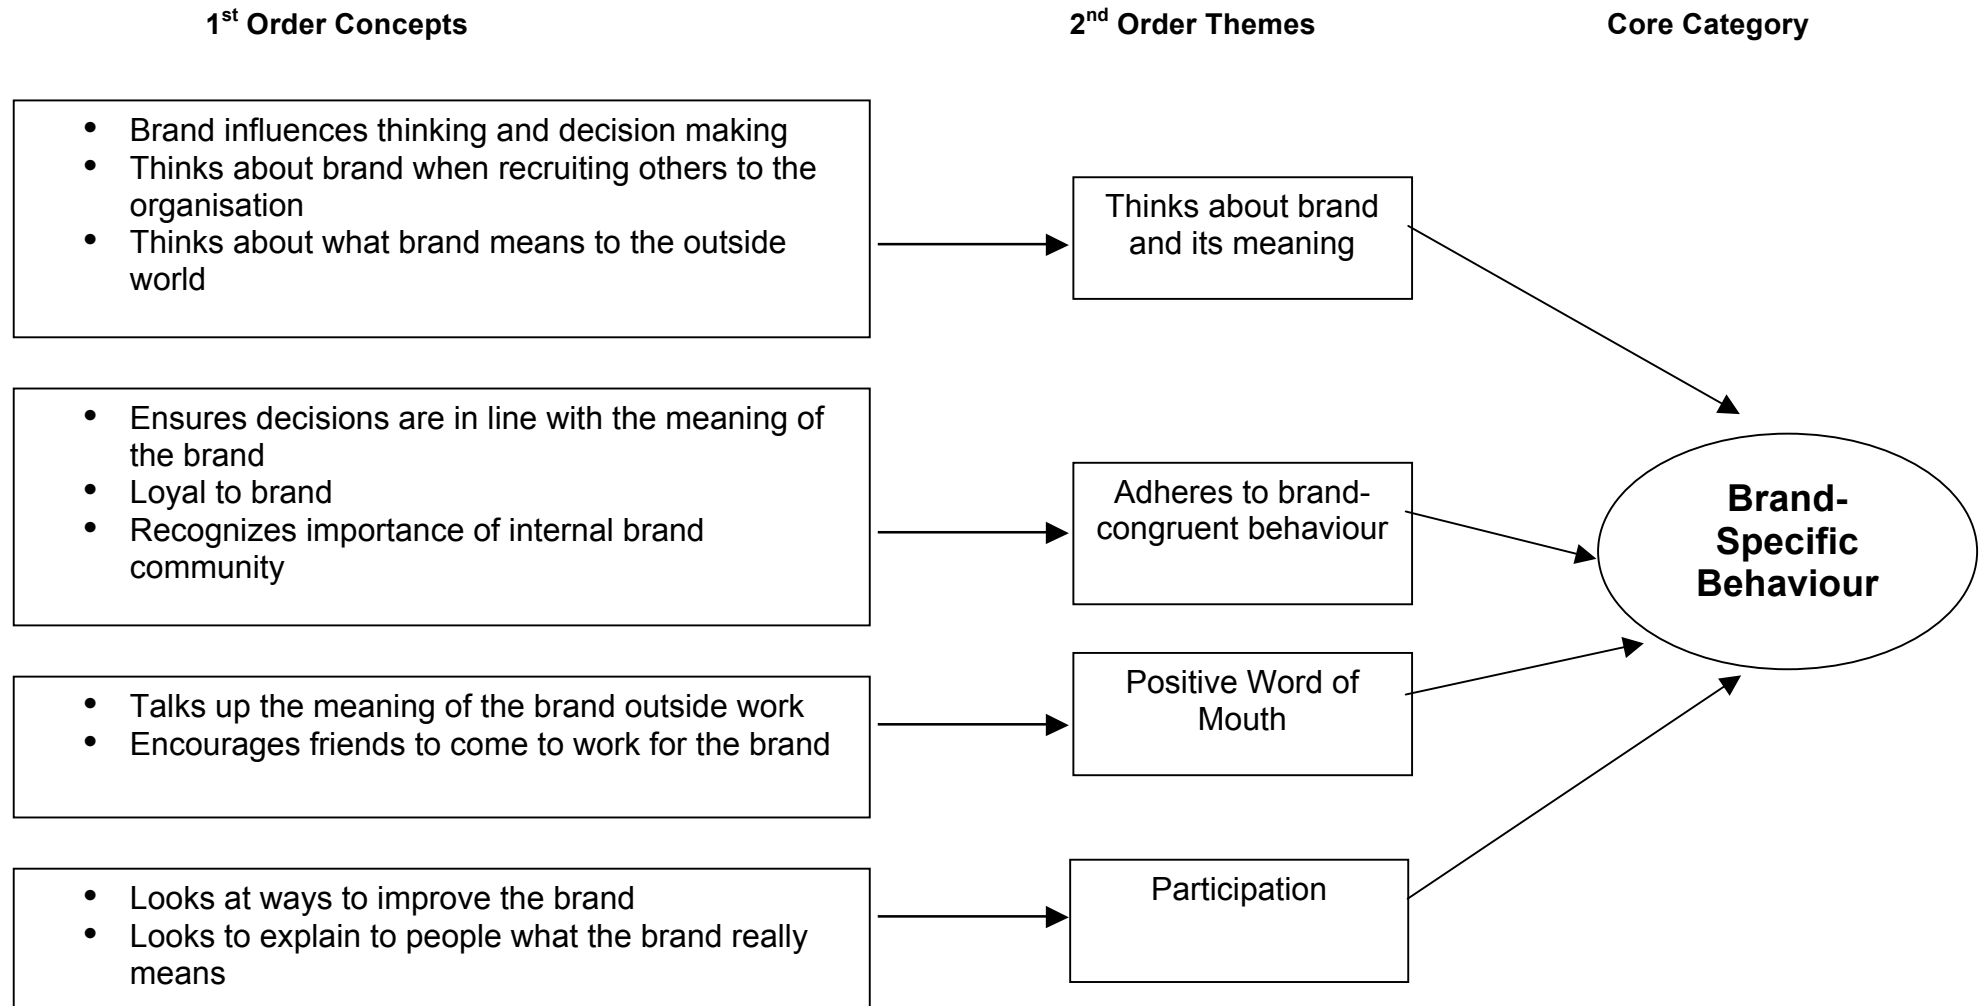 1st Order Concepts
2nd Order Themes
Core Category
• Brand influences thinking and decision making
• Thinks about brand when recruiting others to the
organisation
• Thinks about what brand means to the outside
world
Thinks about brand
and its meaning
• Ensures decisions are in line with the meaning of
the brand
• Loyal to brand
• Recognizes importance of internal brand
community
Adheres to brand-
congruent behaviour
Brand-
Specific
Behaviour
• Talks up the meaning of the brand outside work
• Encourages friends to come to work for the brand
Positive Word of
Mouth
• Looks at ways to improve the brand
• Looks to explain to people what the brand really
means
Participation